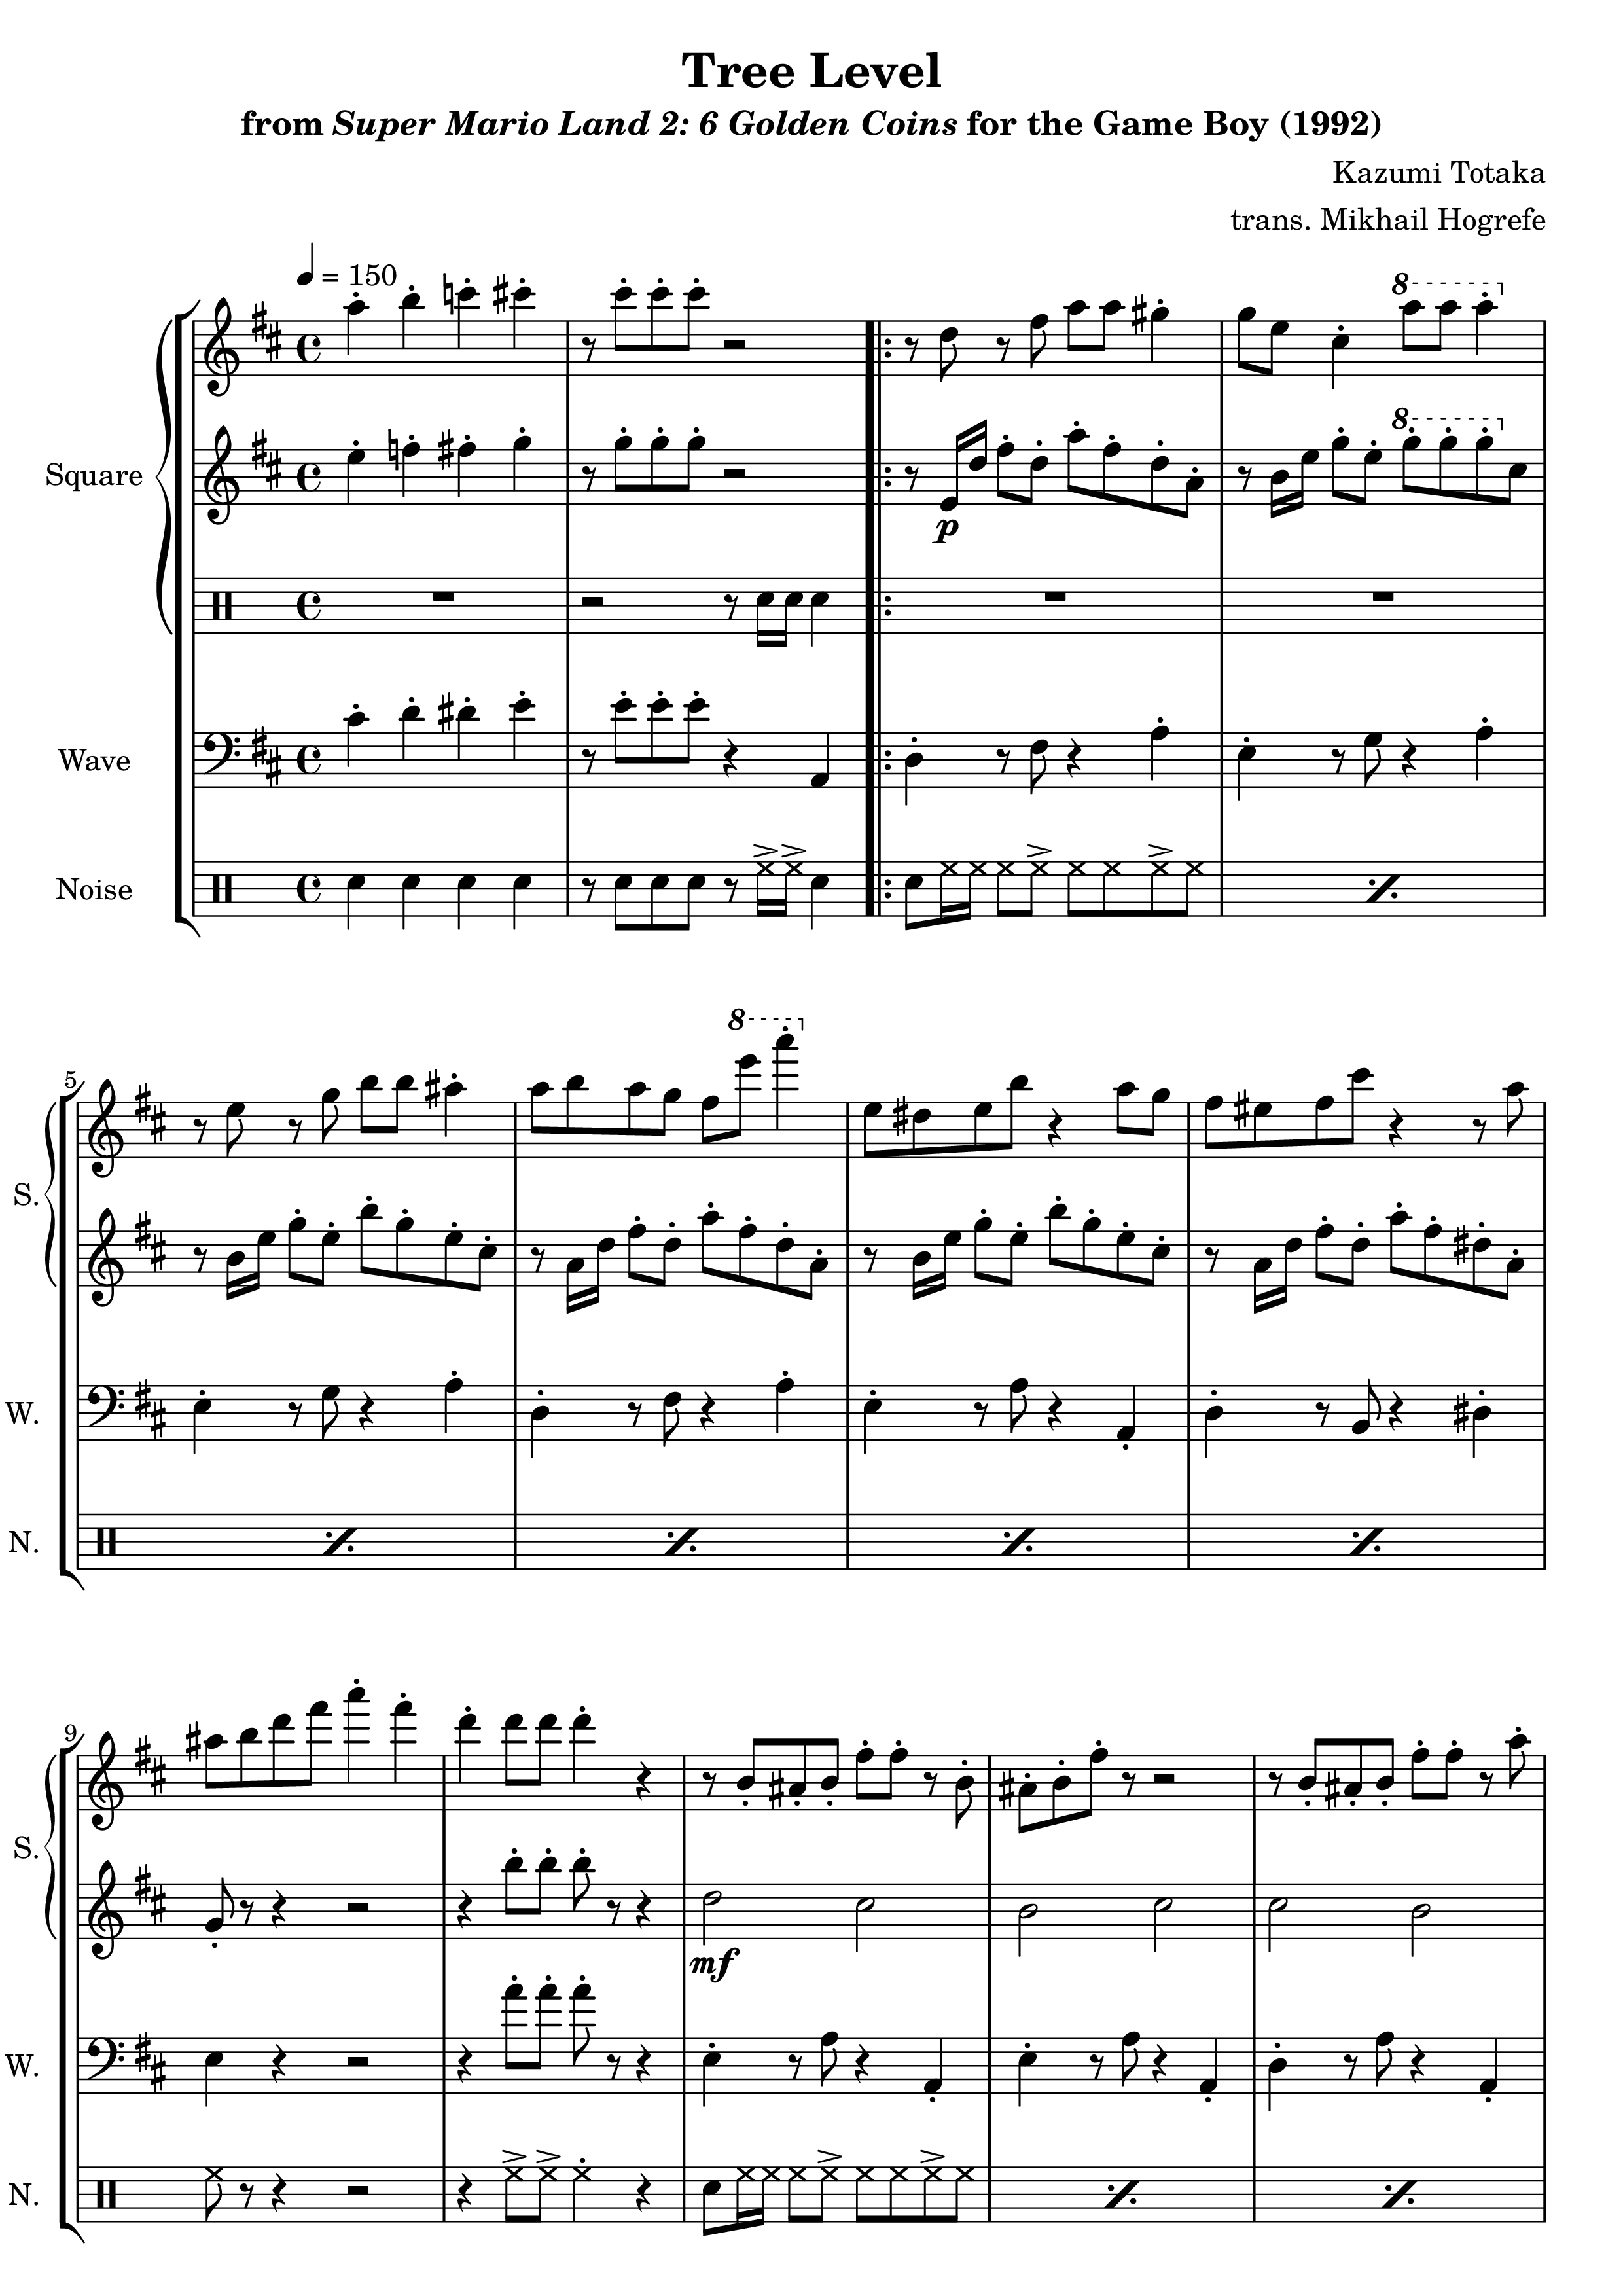 Tree Level
from Super Mario Land 2: 6 Golden Coins for the Game Boy (1992)
Kazumi Totaka
trans. Mikhail Hogrefe
= 150
8
Square
8
p
Wave
Noise
5
8
S.
W.
N.
9
S.
mf
W.
N.